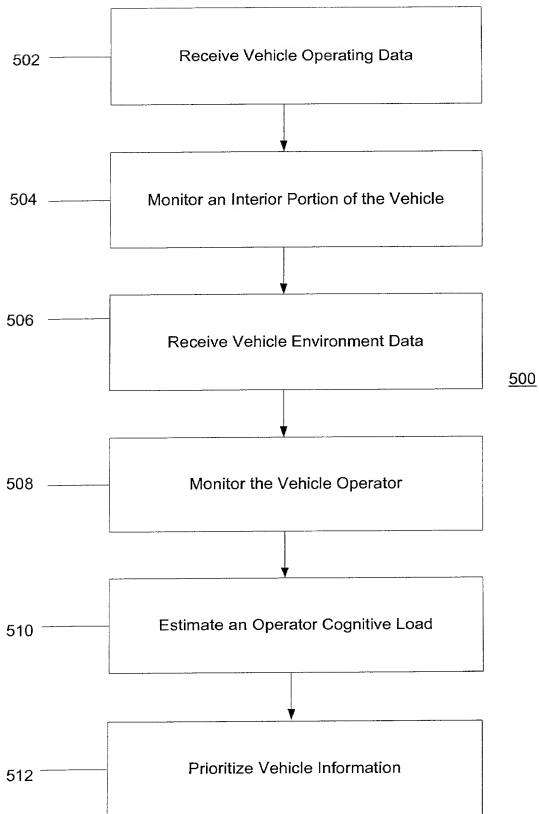 502
Receive Vehicle Operating Data
504
Monitor an Interior Portion of the Vehicle
506
Receive Vehicle Environment Data
500
508
Monitor the Vehicle Operator
510
Estimate an Operator Cognitive Load
512
Prioritize Vehicle Information